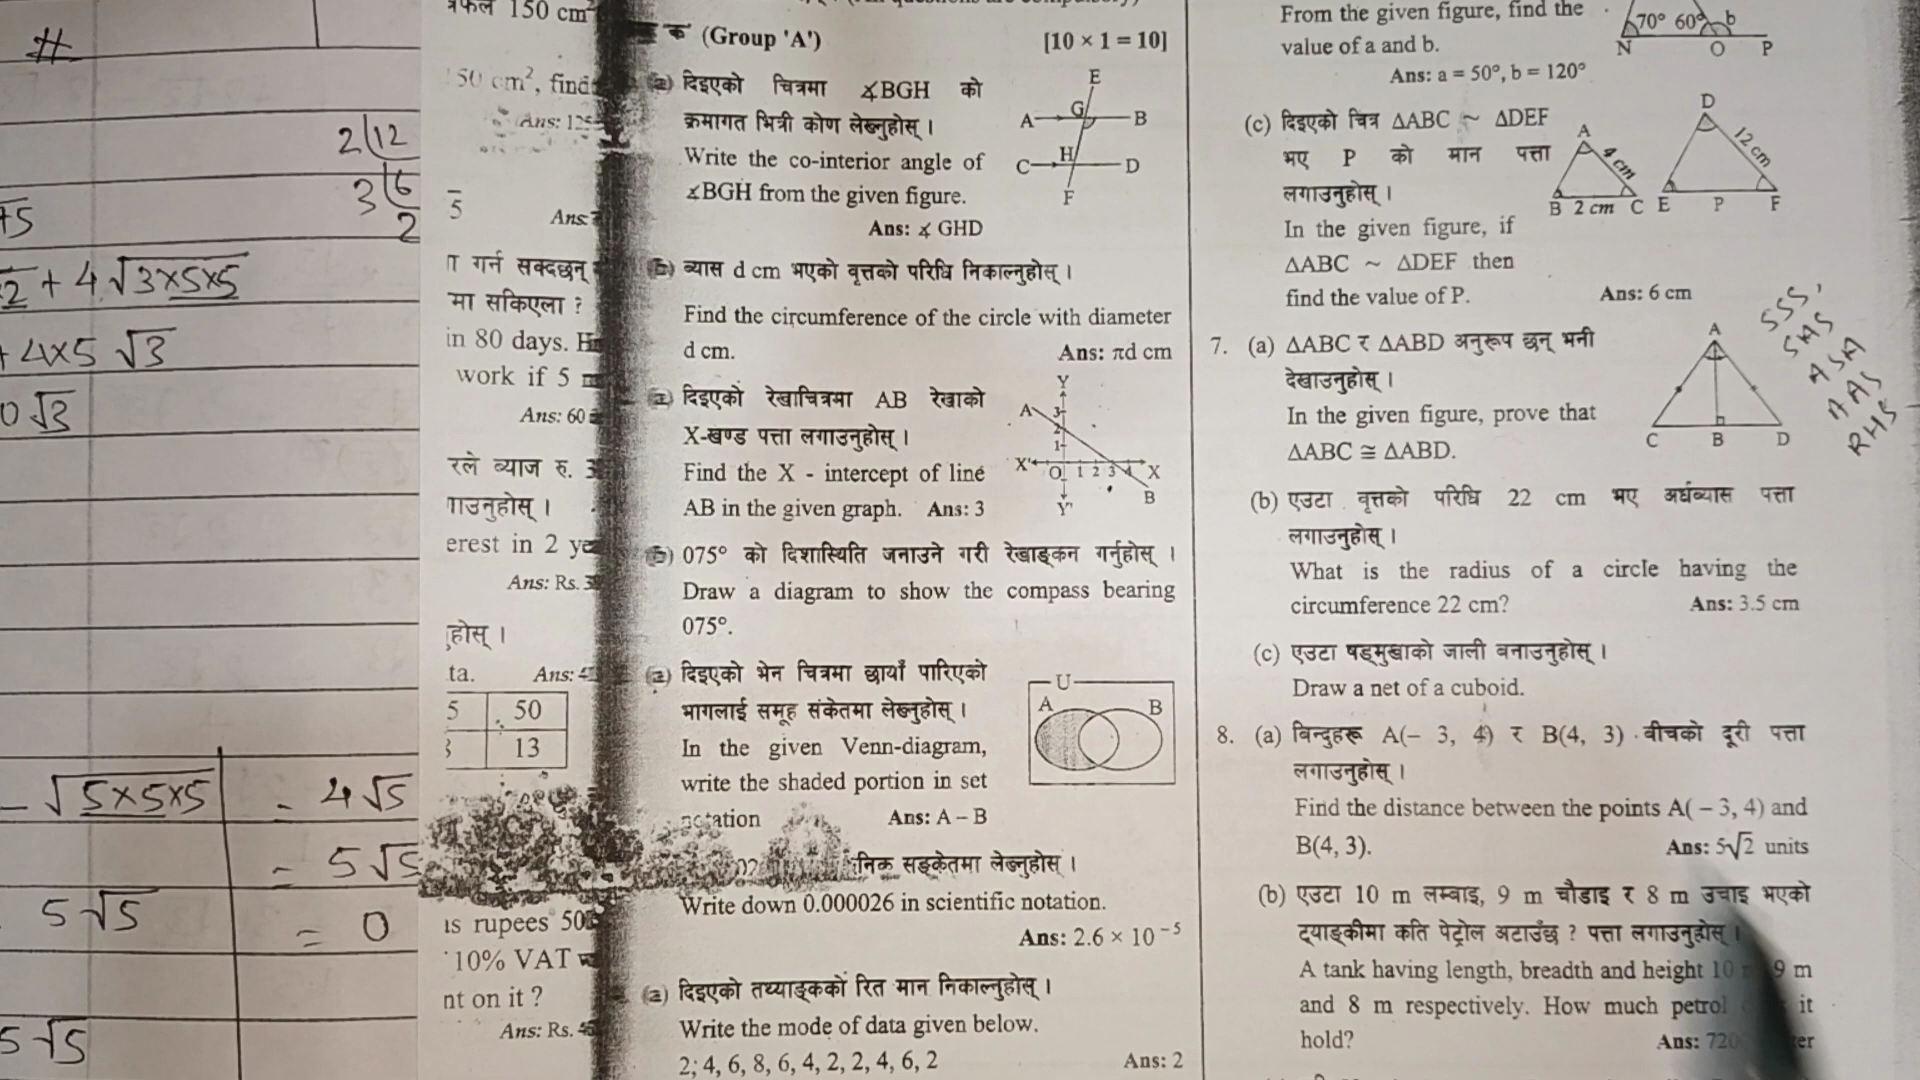 #
2 12
3 6
2
√5
2 + 4√3×5×5
+ 4×5 √3
0√3
- √5×5×5 = 4√5
= 5√5
5√5 = 0
5√5
150 cm
50 cm², find
Ans: 12
5
Ans:
गर्न सक्दछन्
मा सकिएला ?
in 80 days.
work if 5
Ans: 60
रले ब्याज रु. 3
गाउनुहोस् ।
erest in 2 ye
Ans: Rs. 3
होस् ।
ta. Ans: 4
5 50
13
is rupees 50
10% VAT
nt on it ?
Ans: Rs.
क (Group 'A') [10 × 1 = 10]
(a) दिइएको चित्रमा ∡BGH को
क्रमागत भित्री कोण लेख्नुहोस् ।
Write the co-interior angle of
∡BGH from the given figure.
Ans: ∡ GHD
E
G
A B
H
C D
F
(b) व्यास d cm भएको वृत्तको परिधि निकाल्नुहोस् ।
Find the circumference of the circle with diameter
d cm. Ans: πd cm
(a) दिइएको रेखाचित्रमा AB रेखाको
X-खण्ड पत्ता लगाउनुहोस् ।
Find the X - intercept of line
AB in the given graph. Ans: 3
Y
A 3
2
1
X' O 1 2 3 4 X
B
Y'
(b) 075° को दिशास्थिति जनाउने गरी रेखाङ्कन गर्नुहोस् ।
Draw a diagram to show the compass bearing
075°.
(a) दिइएको भेन चित्रमा छायाँ पारिएको
भागलाई समूह संकेतमा लेख्नुहोस् ।
In the given Venn-diagram,
write the shaded portion in set
notation Ans: A – B
U
A B
सङ्केतमा लेख्नुहोस् ।
Write down 0.000026 in scientific notation.
Ans: 2.6 × 10⁻⁵
(a) दिइएको तथ्याङ्कको रित मान निकाल्नुहोस् ।
Write the mode of data given below.
2; 4, 6, 8, 6, 4, 2, 2, 4, 6, 2 Ans: 2
From the given figure, find the
value of a and b.
Ans: a = 50°, b = 120°
70° 60° b
N O P
(c) दिइएको चित्र ΔABC ~ ΔDEF
भए P को मान पत्ता
लगाउनुहोस् ।
In the given figure, if
ΔABC ~ ΔDEF then
find the value of P. Ans: 6 cm
A
4 cm
B 2 cm C
D
12 cm
E P F
7. (a) ΔABC र ΔABD अनुरूप छन् भनी
देखाउनुहोस् ।
In the given figure, prove that
ΔABC ≅ ΔABD.
A
C B D
SSS
SAS
ASA
AAS
RHS
(b) एउटा वृत्तको परिधि 22 cm भए अर्धव्यास पत्ता
लगाउनुहोस् ।
What is the radius of a circle having the
circumference 22 cm? Ans: 3.5 cm
(c) एउटा षड्मुखाको जाली बनाउनुहोस् ।
Draw a net of a cuboid.
8. (a) बिन्दुहरू A(– 3, 4) र B(4, 3) बीचको दूरी पत्ता
लगाउनुहोस् ।
Find the distance between the points A( – 3, 4) and
B(4, 3). Ans: 5√2 units
(b) एउटा 10 m लम्बाइ, 9 m चौडाइ र 8 m उचाइ भएको
ट्याङ्कीमा कति पेट्रोल अटाउँछ ? पत्ता लगाउनुहोस् ।
A tank having length, breadth and height 10 9 m
and 8 m respectively. How much petrol it
hold? Ans: 720